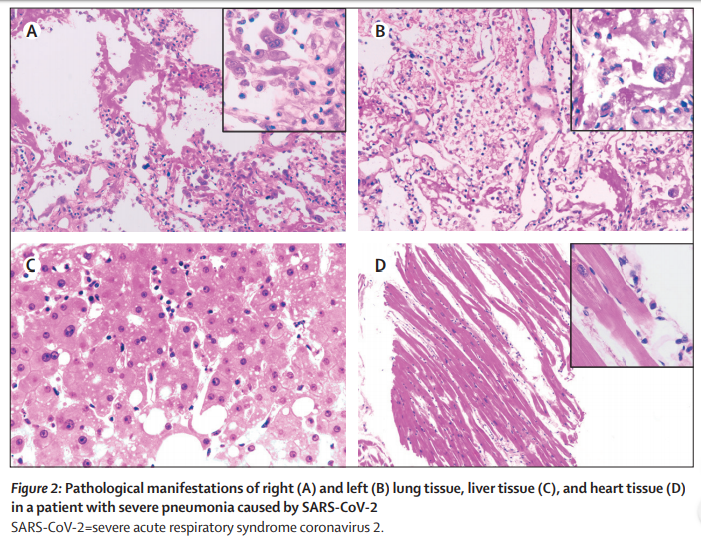 A
B
C
D
Figure 2: Pathological manifestations of right (A) and left (B) lung tissue, liver tissue (C), and heart tissue (D)
in a patient with severe pneumonia caused by SARS-CoV-2
SARS-CoV-2=severe acute respiratory syndrome coronavirus 2.